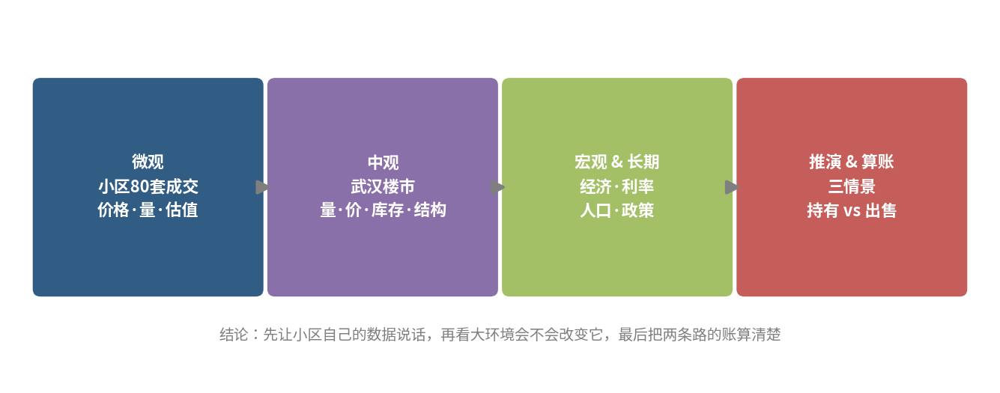 微观
小区80套成交
价格·量·估值
中观
武汉楼市
量·价·库存·结构
宏观 & 长期
经济·利率
人口·政策
推演 & 算账
三情景
持有 vs 出售
结论：先让小区自己的数据说话，再看大环境会不会改变它，最后把两条路的账算清楚